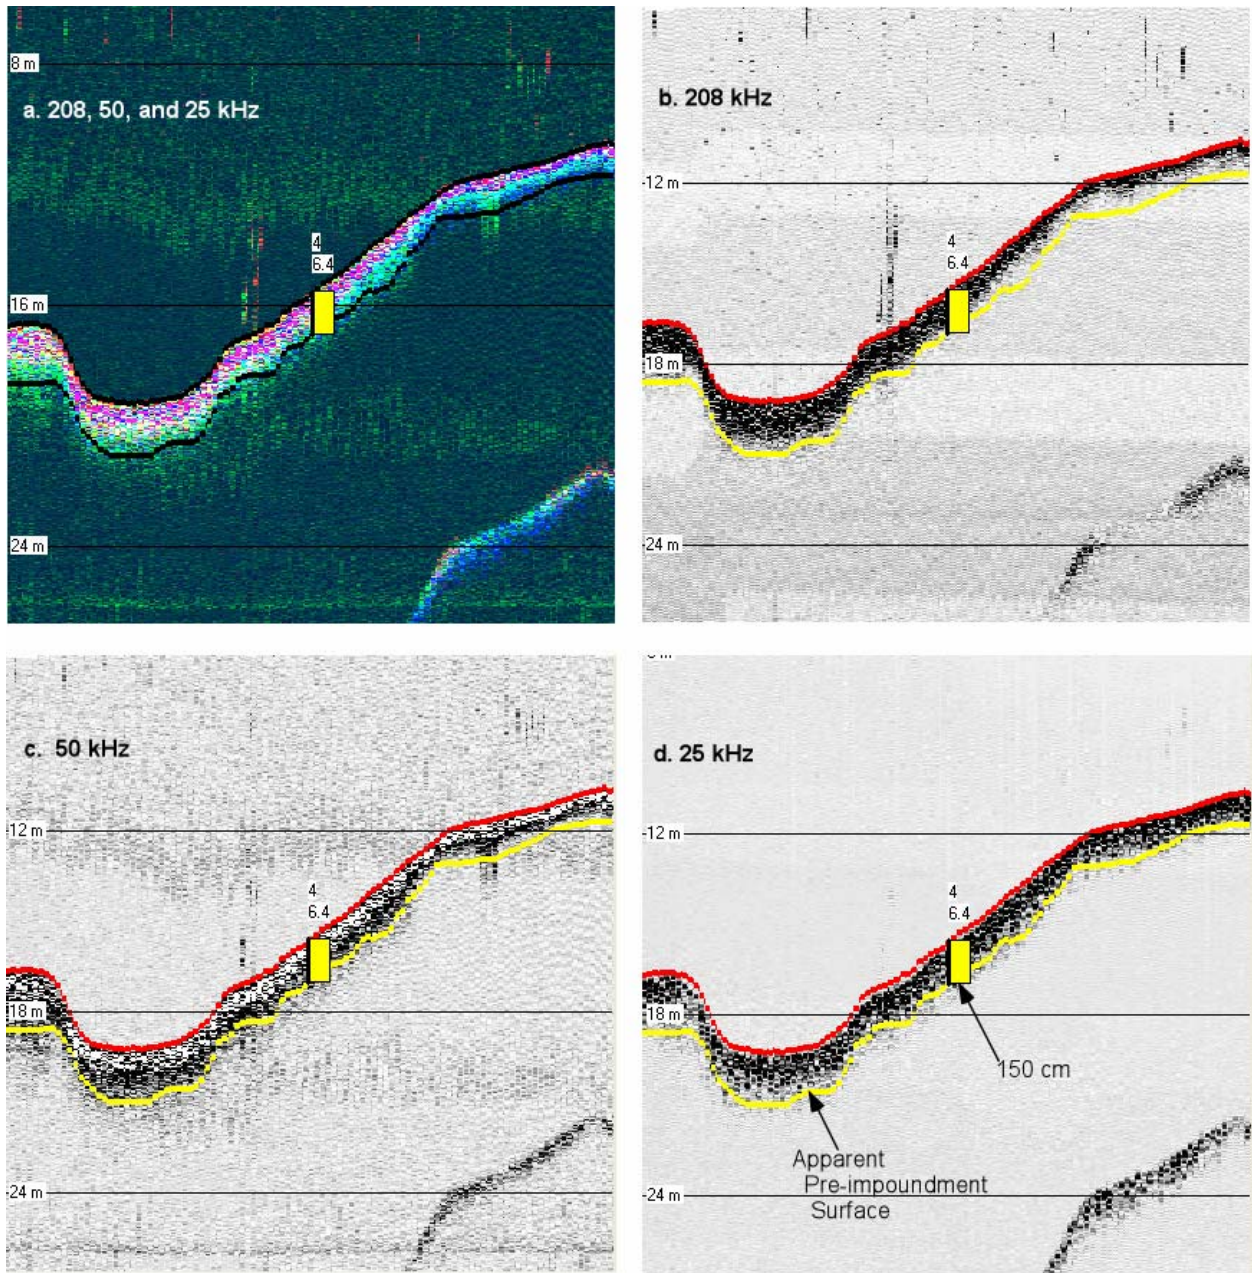 8 m
a. 208, 50, and 25 kHz
4
6.4
16 m
24 m
b. 208 kHz
12 m
4
6.4
18 m
24 m
c. 50 kHz
12 m
4
6.4
18 m
24 m
d. 25 kHz
12 m
4
6.4
18 m
150 cm
Apparent
Pre-impoundment
Surface
24 m